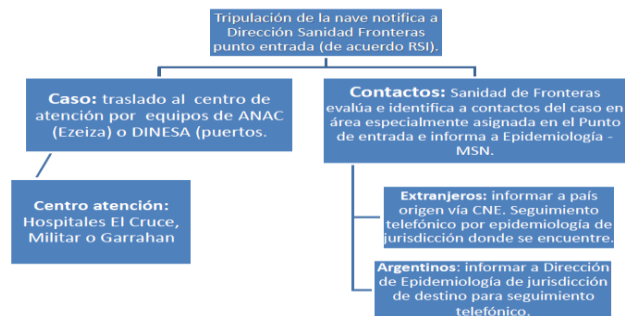 Tripulación de la nave notifica a
Dirección Sanidad Fronteras
punto entrada (de acuerdo RSI).
Caso: traslado al centro de
atención por equipos de ANAC
(Ezeiza) o DINESA (puertos.
Contactos: Sanidad de Fronteras
evalúa e identifica a contactos del caso en
área especialmente asignada en el Punto
de entrada e informa a Epidemiología -
MSN.
Centro atención:
Hospitales El Cruce,
Militar o Garrahan
Extranjeros: informar a país
origen vía CNE. Seguimiento
telefónico por epidemiología de
jurisdicción donde se encuentre.
Argentinos: informar a Dirección
de Epidemiología de jurisdicción
de destino para seguimiento
telefónico.